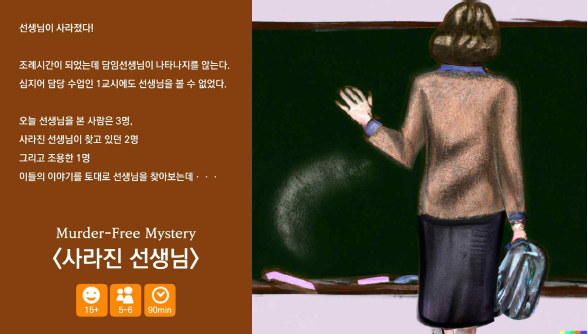 선생님이 사라졌다!
조례시간이 되었는데 담임선생님이 나타나지를 않는다.
심지어 담당 수업인 1교시에도 선생님을 볼 수 없었다.
오늘 선생님을 본 사람은 3명,
사라진 선생님이 찾고 있던 2명
그리고 조용한 1명
이들의 이야기를 토대로 선생님을 찾아보는데・・・
Murder-Free Mystery
〈사라진 선생님〉
15+ 5-6 90min